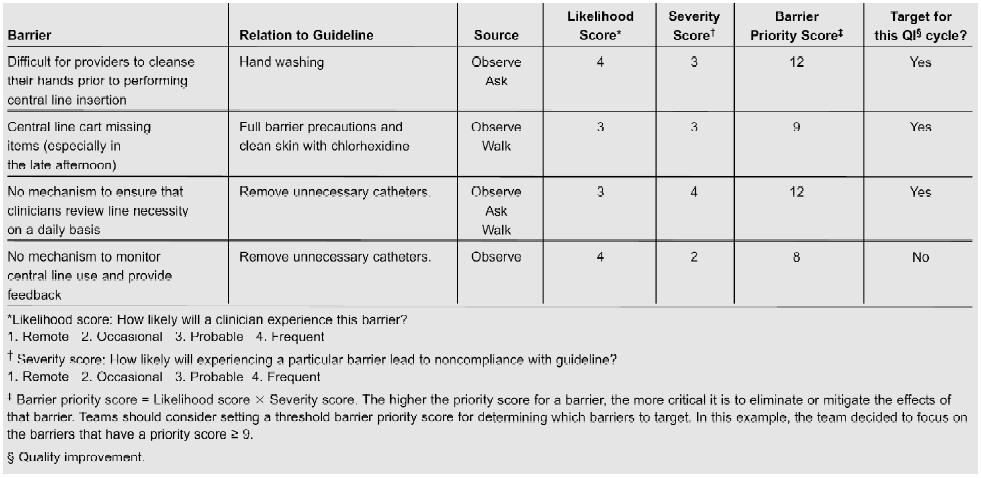 Barrier Relation to Guideline Source Likelihood Score* Severity Score† Barrier Priority Score‡ Target for this QI§ cycle?
Difficult for providers to cleanse Hand washing Observe 4 3 12 Yes
their hands prior to performing Ask
central line insertion
Central line cart missing Full barrier precautions and Observe 3 3 9 Yes
items (especially in clean skin with chlorhexidine Walk
the late afternoon)
No mechanism to ensure that Remove unnecessary catheters. Observe 3 4 12 Yes
clinicians review line necessity Ask
on a daily basis Walk
No mechanism to monitor Remove unnecessary catheters. Observe 4 2 8 No
central line use and provide
feedback
*Likelihood score: How likely will a clinician experience this barrier?
1. Remote 2. Occasional 3. Probable 4. Frequent
† Severity score: How likely will experiencing a particular barrier lead to noncompliance with guideline?
1. Remote 2. Occasional 3. Probable 4. Frequent
‡ Barrier priority score = Likelihood score × Severity score. The higher the priority score for a barrier, the more critical it is to eliminate or mitigate the effects of
that barrier. Teams should consider setting a threshold barrier priority score for determining which barriers to target. In this example, the team decided to focus on
the barriers that have a priority score ≥ 9.
§ Quality improvement.